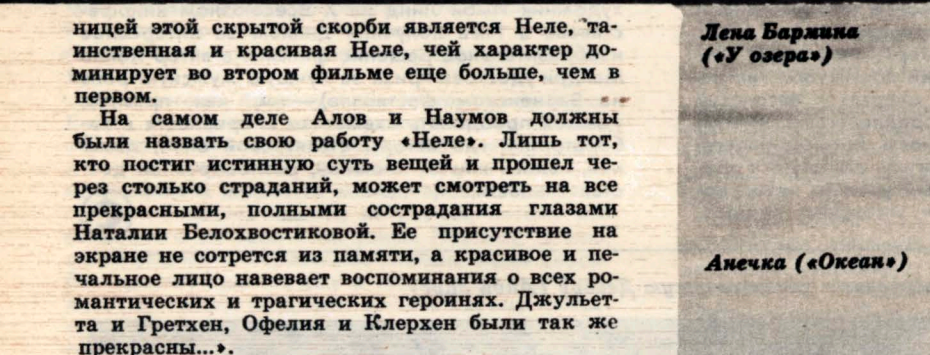 ницей этой скрытой скорби является Неле, та-
инственная и красивая Неле, чей характер до-
минирует во втором фильме еще больше, чем в
первом.
На самом деле Алов и Наумов должны
были назвать свою работу «Неле». Лишь тот,
кто постиг истинную суть вещей и прошел че-
рез столько страданий, может смотреть на все
прекрасными, полными сострадания глазами
Наталии Белохвостиковой. Ее присутствие на
экране не сотрется из памяти, а красивое и пе-
чальное лицо навевает воспоминания о всех ро-
мантических и трагических героинях. Джульет-
та и Гретхен, Офелия и Клерхен были так же
прекрасны...».
Лена Бармина
(«У озера»)
Анечка («Океан»)